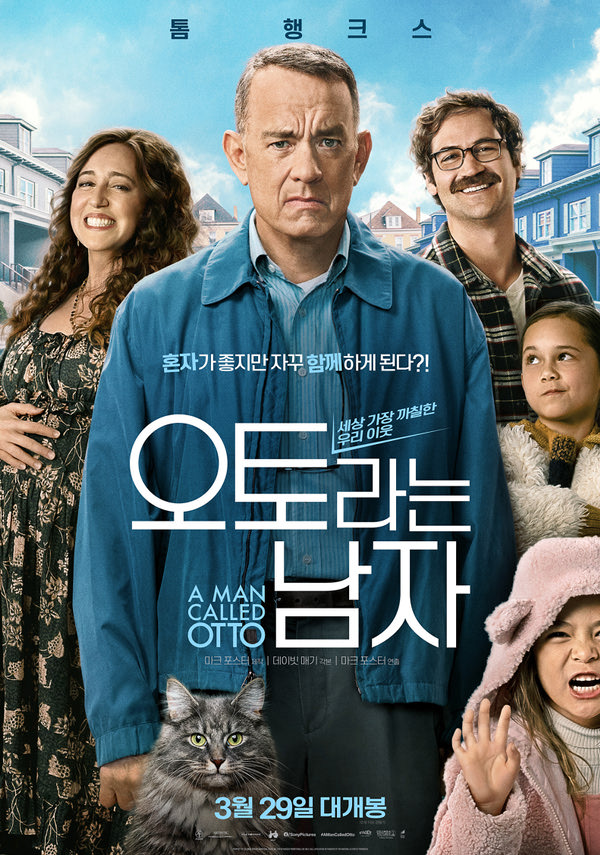 톰 행크스
혼자가 좋지만 자꾸 함께하게 된다?!
세상 가장 까칠한
우리 이웃
오토라는
남자
A MAN
CALLED
OTTO
마크 포스터 제작 | 데이빗 매기 각본 | 마크 포스터 연출
3월 29일 대개봉
SonyPictures #AManCalledOtto